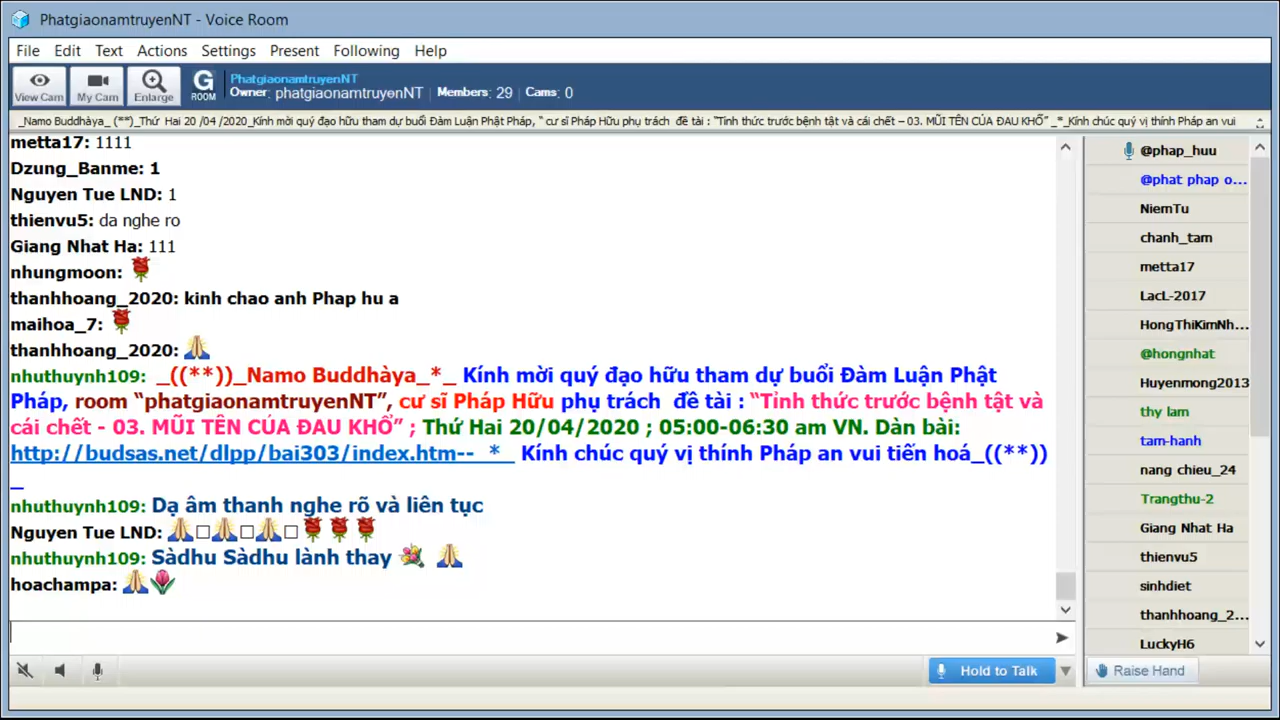 PhatgiaonamtruyenNT - Voice Room
File Edit Text Actions Settings Present Following Help
View Cam My Cam Enlarge G ROOM
PhatgiaonamtruyenNT
Owner: phatgiaonamtruyenNT Members: 29 Cams: 0
_Namo Buddhàya_ (**)_Thứ Hai 20 /04 /2020_Kính mời quý đạo hữu tham dự buổi Đàm Luận Phật Pháp, “ cư sĩ Pháp Hữu phụ trách đề tài : “Tỉnh thức trước bệnh tật và cái chết – 03. MŨI TÊN CỦA ĐAU KHỔ” _*_Kính chúc quý vị thính Pháp an vui
metta17: 1111
Dzung_Banme: 1
Nguyen Tue LND: 1
thienvu5: da nghe ro
Giang Nhat Ha: 111
nhungmoon:
thanhhoang_2020: kinh chao anh Phap hu a
maihoa_7:
thanhhoang_2020:
nhuthuynh109: _((**))_Namo Buddhàya_*_ Kính mời quý đạo hữu tham dự buổi Đàm Luận Phật
Pháp, room “phatgiaonamtruyenNT”, cư sĩ Pháp Hữu phụ trách đề tài : “Tỉnh thức trước bệnh tật và
cái chết - 03. MŨI TÊN CỦA ĐAU KHỔ” ; Thứ Hai 20/04/2020 ; 05:00-06:30 am VN. Dàn bài:
http://budsas.net/dlpp/bai303/index.htm--_*_ Kính chúc quý vị thính Pháp an vui tiến hoá_((**))
_
nhuthuynh109: Dạ âm thanh nghe rõ và liên tục
Nguyen Tue LND:
nhuthuynh109: Sàdhu Sàdhu lành thay
hoachampa:
Hold to Talk
@phap_huu
@phat phap o...
NiemTu
chanh_tam
metta17
LacL-2017
HongThiKimNh...
@hongnhat
Huyenmong2013
thy lam
tam-hanh
nang chieu_24
Trangthu-2
Giang Nhat Ha
thienvu5
sinhdiet
thanhhoang_2...
LuckyH6
Raise Hand